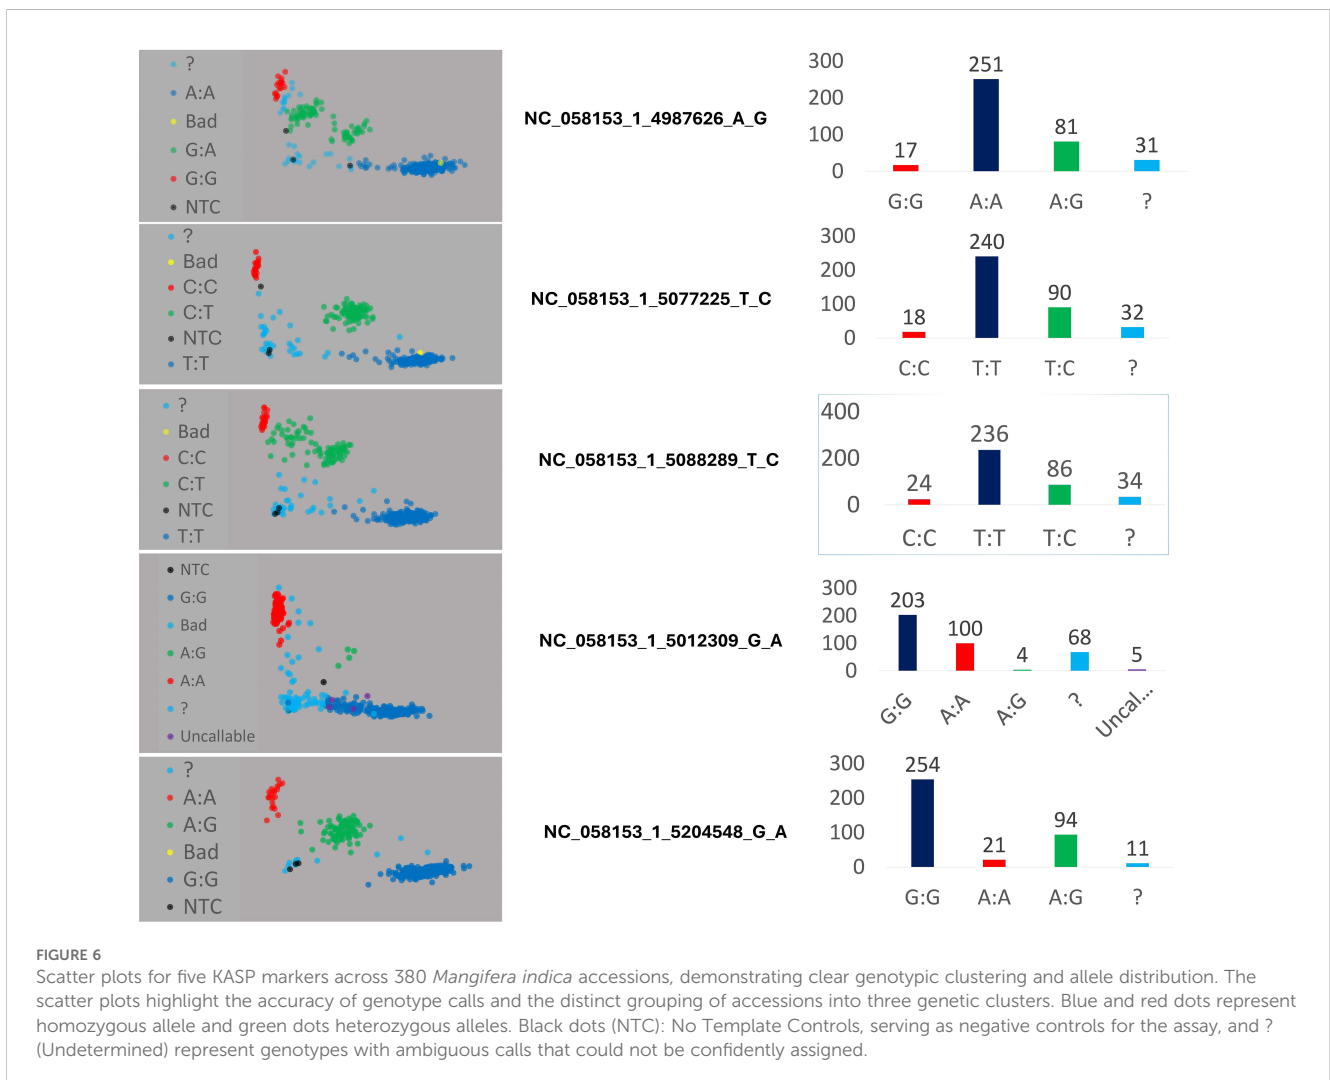 ?
A:A
Bad
G:A
G:G
NTC
NC_058153_1_4987626_A_G
300
200
100
0
17
251
81
31
G:G A:A A:G ?
?
Bad
C:C
C:T
NTC
T:T
NC_058153_1_5077225_T_C
300
200
100
0
18
240
90
32
C:C T:T T:C ?
?
Bad
C:C
C:T
NTC
T:T
NC_058153_1_5088289_T_C
400
200
0
24
236
86
34
C:C T:T T:C ?
NTC
G:G
Bad
A:G
A:A
?
Uncallable
NC_058153_1_5012309_G_A
300
200
100
0
203
100
4
68
5
G:G A:A A:G ? Uncal...
?
A:A
A:G
Bad
G:G
NTC
NC_058153_1_5204548_G_A
300
200
100
0
254
21
94
11
G:G A:A A:G ?
FIGURE 6
Scatter plots for five KASP markers across 380 Mangifera indica accessions, demonstrating clear genotypic clustering and allele distribution. The
scatter plots highlight the accuracy of genotype calls and the distinct grouping of accessions into three genetic clusters. Blue and red dots represent
homozygous allele and green dots heterozygous alleles. Black dots (NTC): No Template Controls, serving as negative controls for the assay, and ?
(Undetermined) represent genotypes with ambiguous calls that could not be confidently assigned.